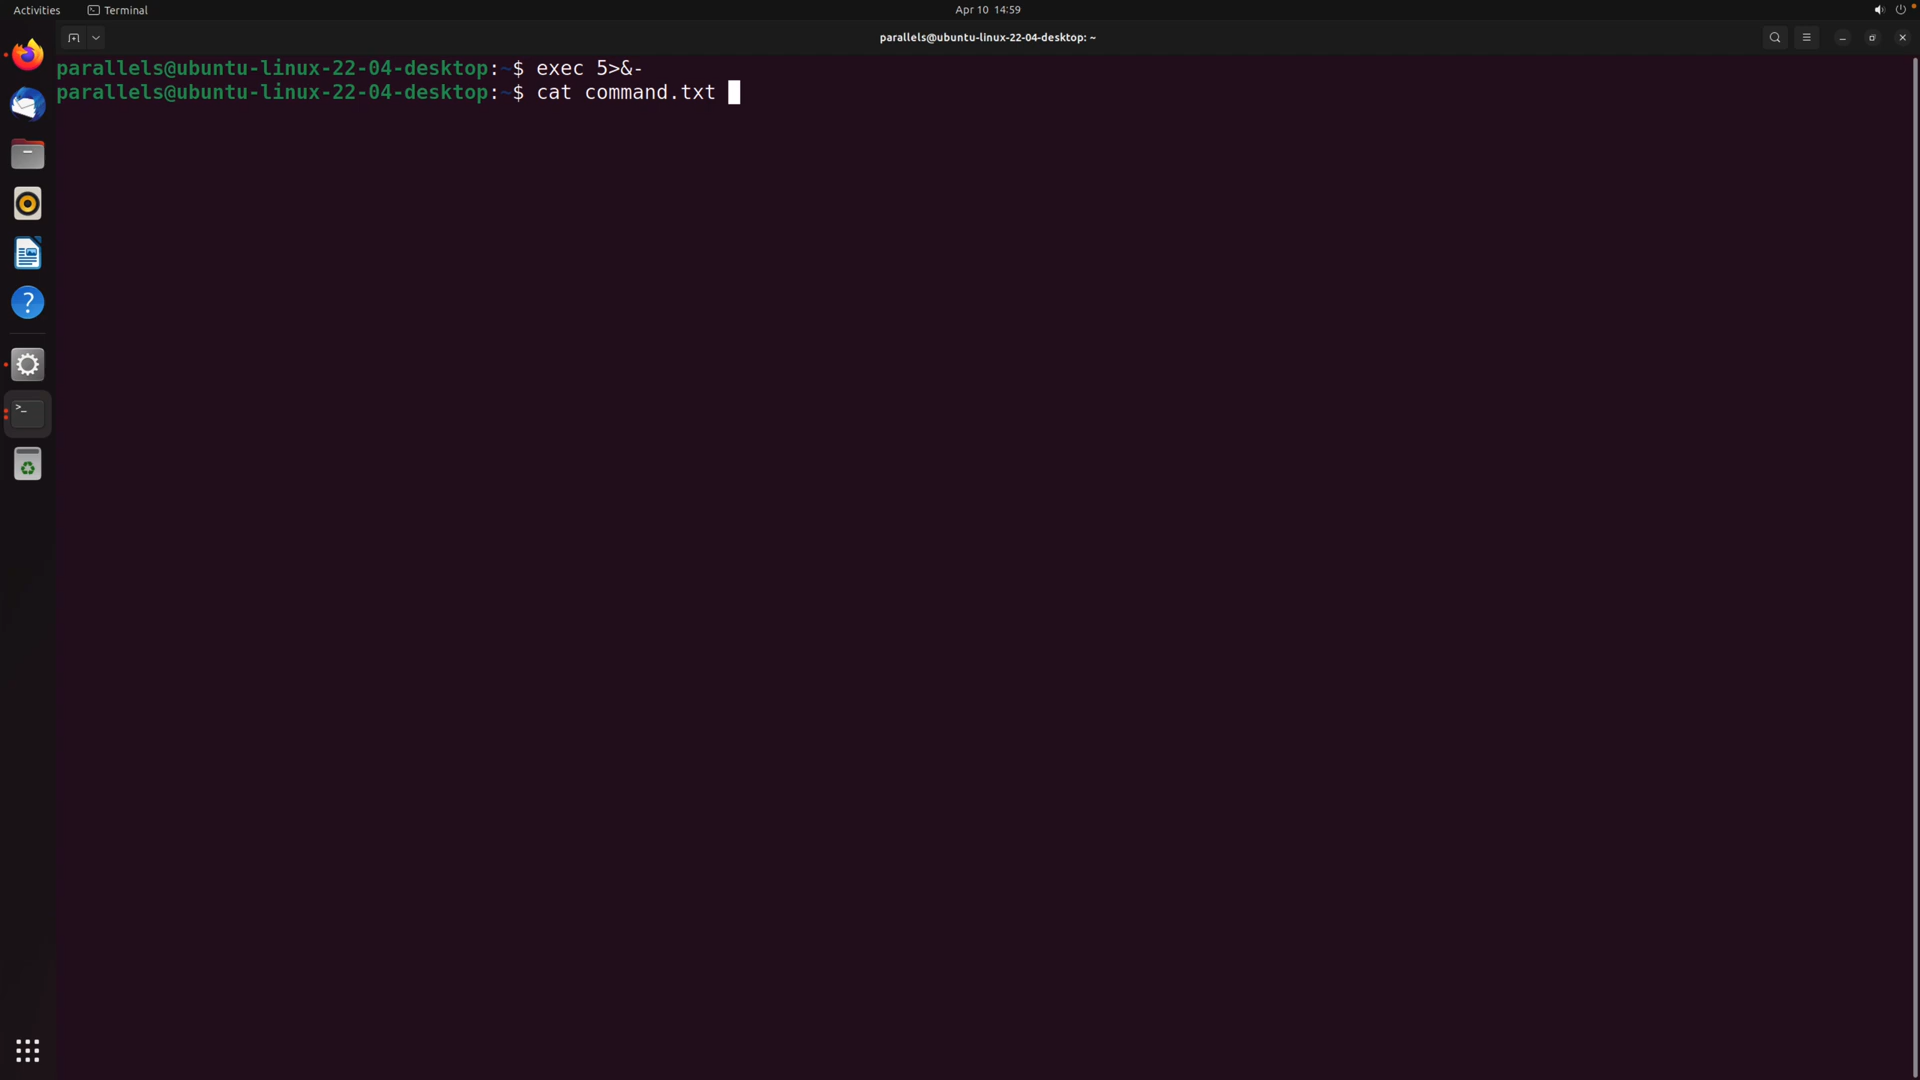 Activities
Terminal
Apr 10 14:59
parallels@ubuntu-linux-22-04-desktop: ~
parallels@ubuntu-linux-22-04-desktop:~$ exec 5>&-
parallels@ubuntu-linux-22-04-desktop:~$ cat command.txt